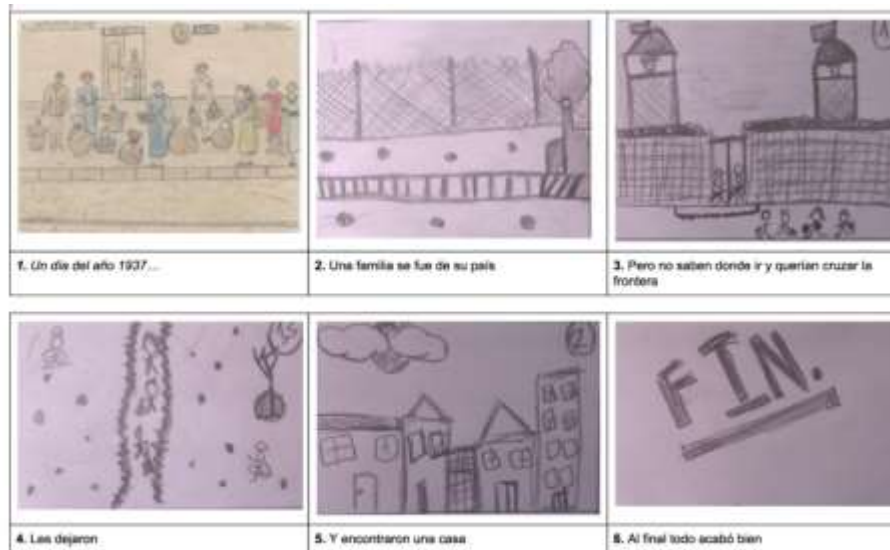 1. Un día del año 1937...
2. Una familia se fue de su país
3. Pero no saben donde ir y querían cruzar la
frontera
4. Les dejaron
5. Y encontraron una casa
FIN.
6. Al final todo acabó bien